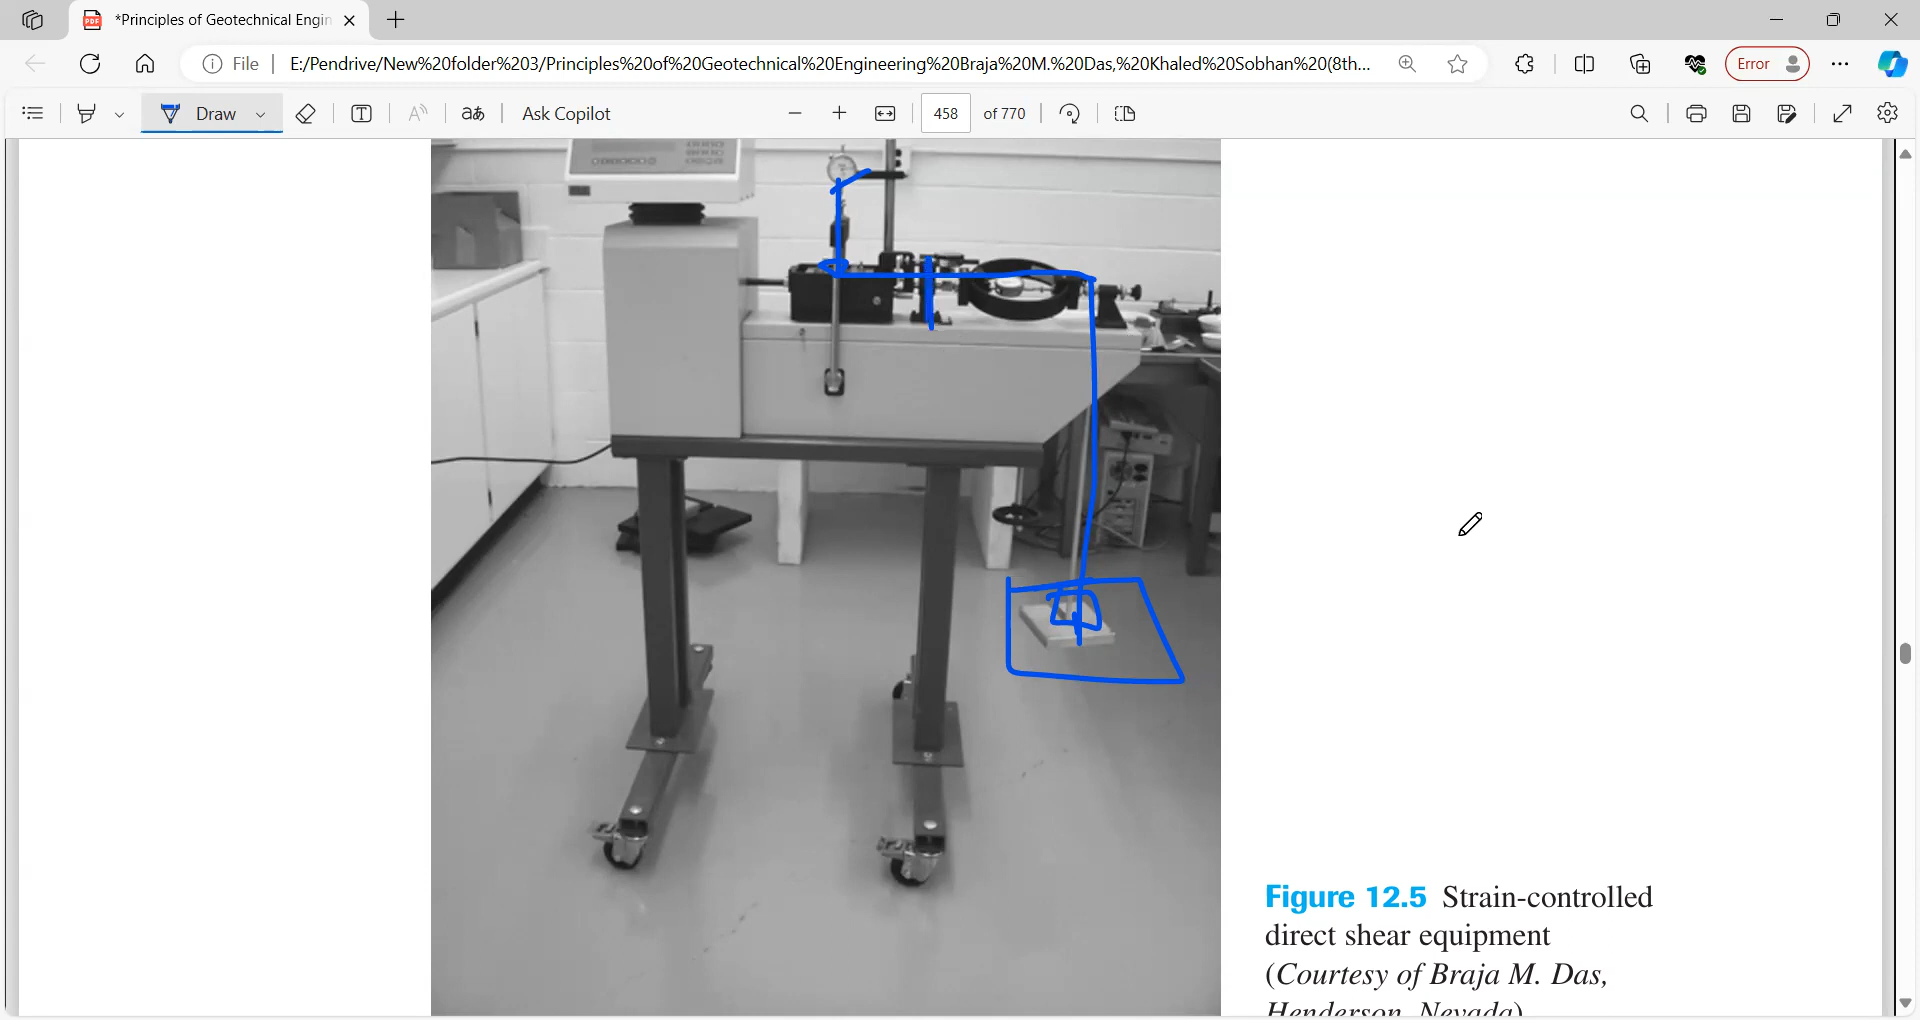 *Principles of Geotechnical Engin
File
E:/Pendrive/New%20folder%203/Principles%20of%20Geotechnical%20Engineering%20Braja%20M.%20Das,%20Khaled%20Sobhan%20(8th...
Error
Draw
T
aあ
Ask Copilot
458
of 770
Figure 12.5 Strain-controlled
direct shear equipment
(Courtesy of Braja M. Das,
Henderson, Nevada)